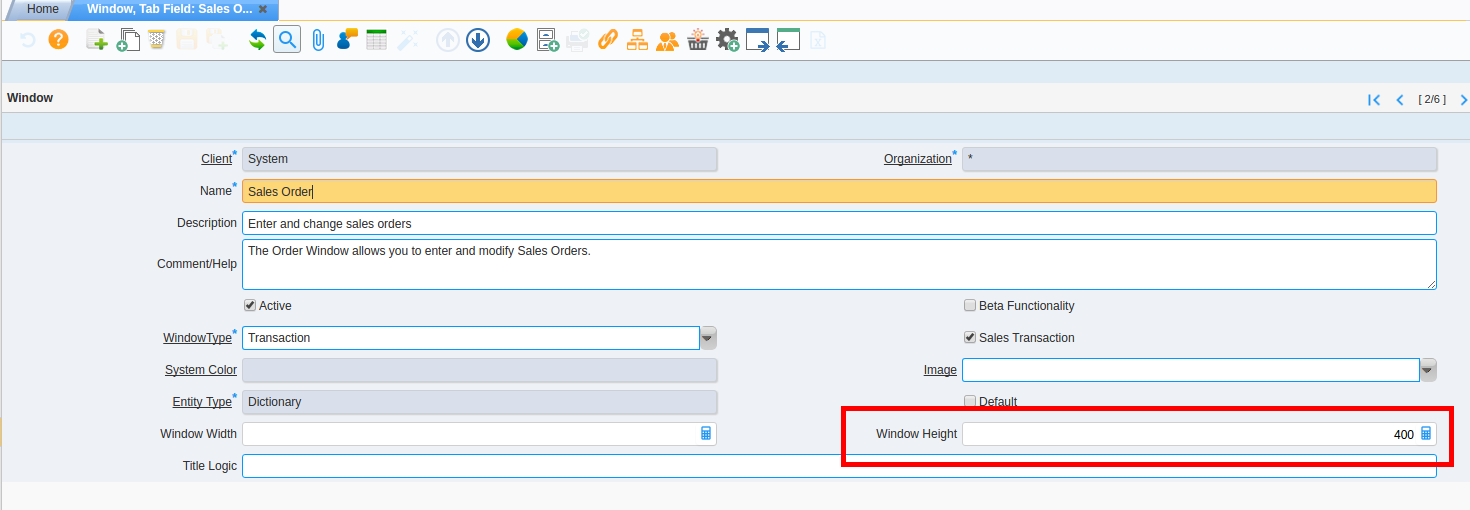 Home
Window, Tab Field: Sales O...
Window
[ 2/6 ]
Client* System
Organization* *
Name* Sales Order
Description Enter and change sales orders
Comment/Help The Order Window allows you to enter and modify Sales Orders.
Active
Beta Functionality
WindowType* Transaction
Sales Transaction
System Color
Image
Entity Type* Dictionary
Default
Window Width
Window Height 400
Title Logic